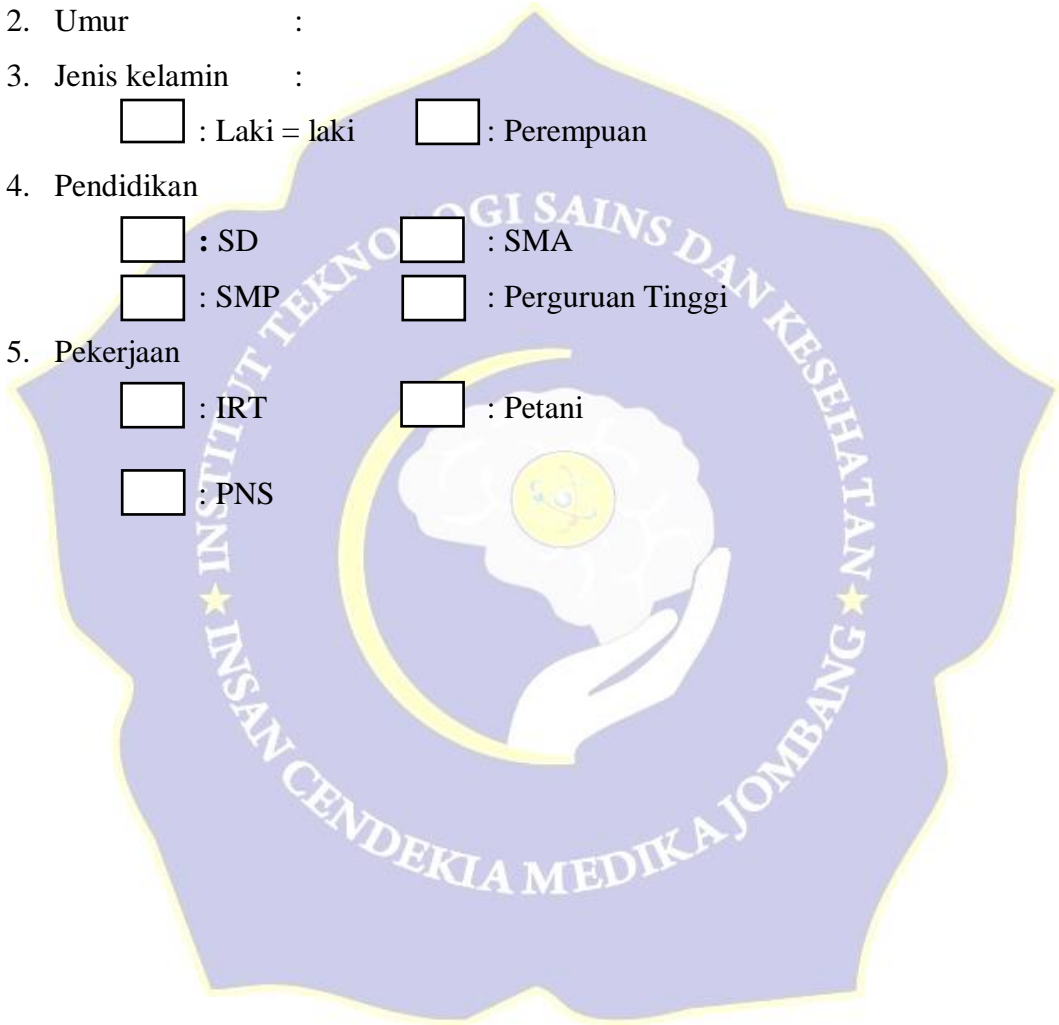 2. Umur :
3. Jenis kelamin :
: Laki = laki : Perempuan
4. Pendidikan
: SD : SMA
: SMP : Perguruan Tinggi
5. Pekerjaan
: IRT : Petani
: PNS
INSTITUT TEKNOLOGI SAINS DAN KESEHATAN
INSAN CENDEKIA MEDIKA JOMBANG